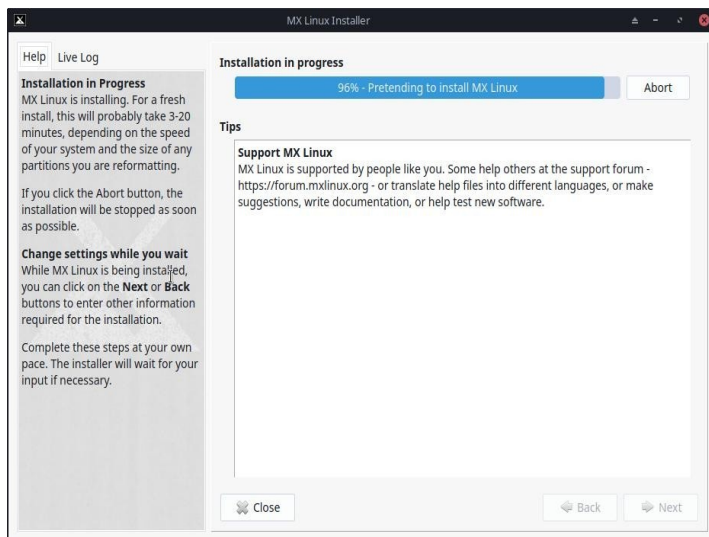 MX Linux Installer
Help
Live Log
Installation in Progress
MX Linux is installing. For a fresh
install, this will probably take 3-20
minutes, depending on the speed
of your system and the size of any
partitions you are reformatting.
If you click the Abort button, the
installation will be stopped as soon
as possible.
Change settings while you wait
While MX Linux is being installed,
you can click on the Next or Back
buttons to enter other information
required for the installation.
Complete these steps at your own
pace. The installer will wait for your
input if necessary.
Installation in progress
96% - Pretending to install MX Linux
Abort
Tips
Support MX Linux
MX Linux is supported by people like you. Some help others at the support forum -
https://forum.mxlinux.org - or translate help files into different languages, or make
suggestions, write documentation, or help test new software.
Close
Back
Next